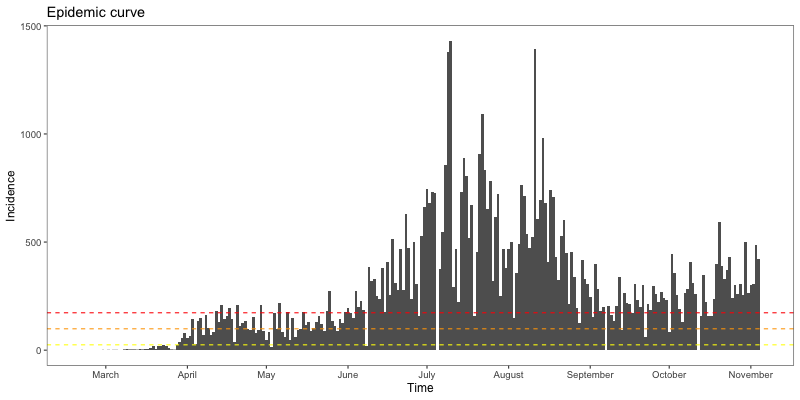 Epidemic curve
Incidence
1500
1000
500
0
March April May June July August September October November
Time